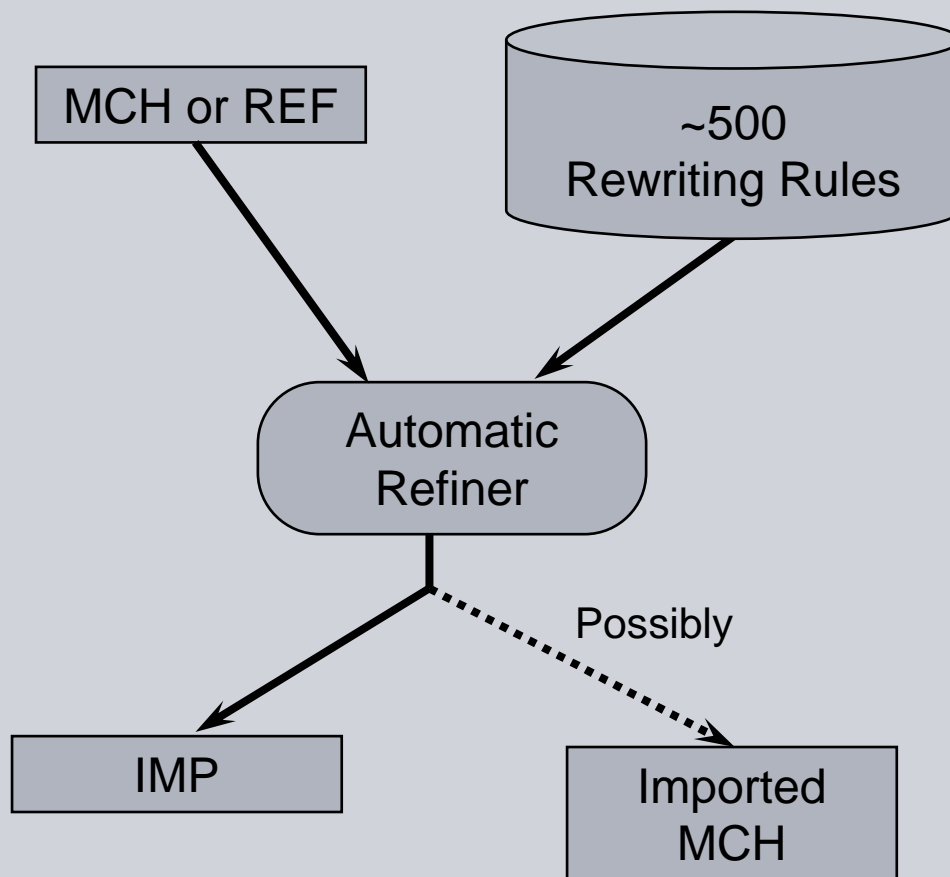 MCH or REF
~500
Rewriting Rules
Automatic
Refiner
Possibly
IMP
Imported
MCH